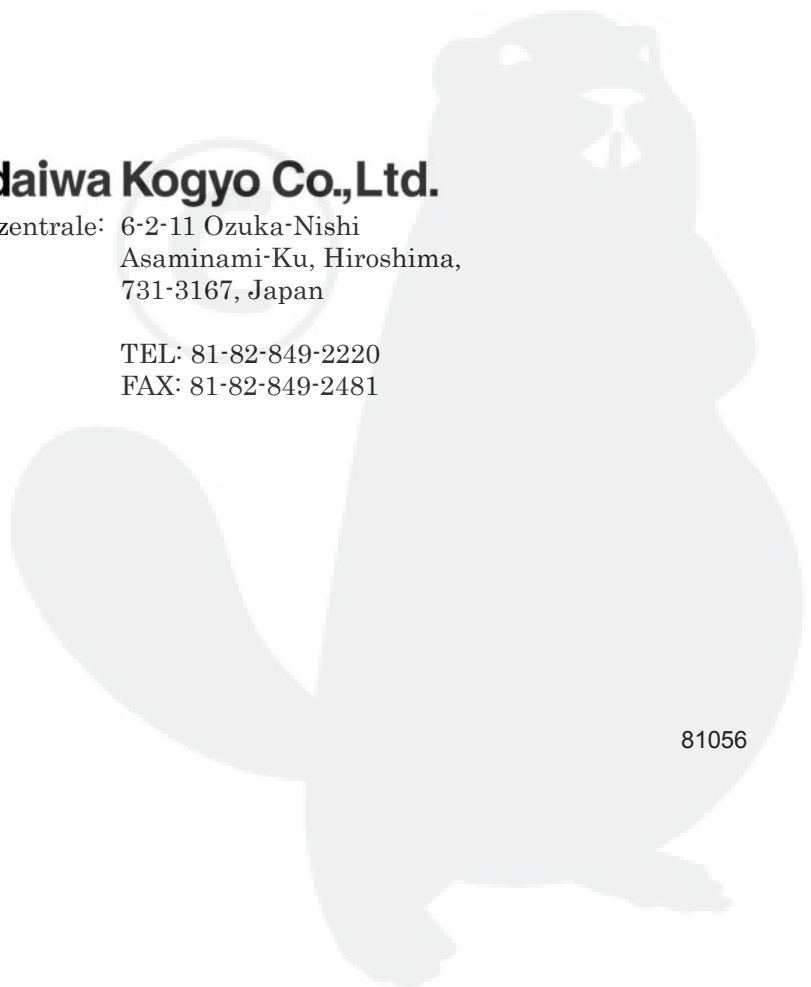 daiwa Kogyo Co.,Ltd.
zentrale: 6-2-11 Ozuka-Nishi
Asaminami-Ku, Hiroshima,
731-3167, Japan
TEL: 81-82-849-2220
FAX: 81-82-849-2481
81056